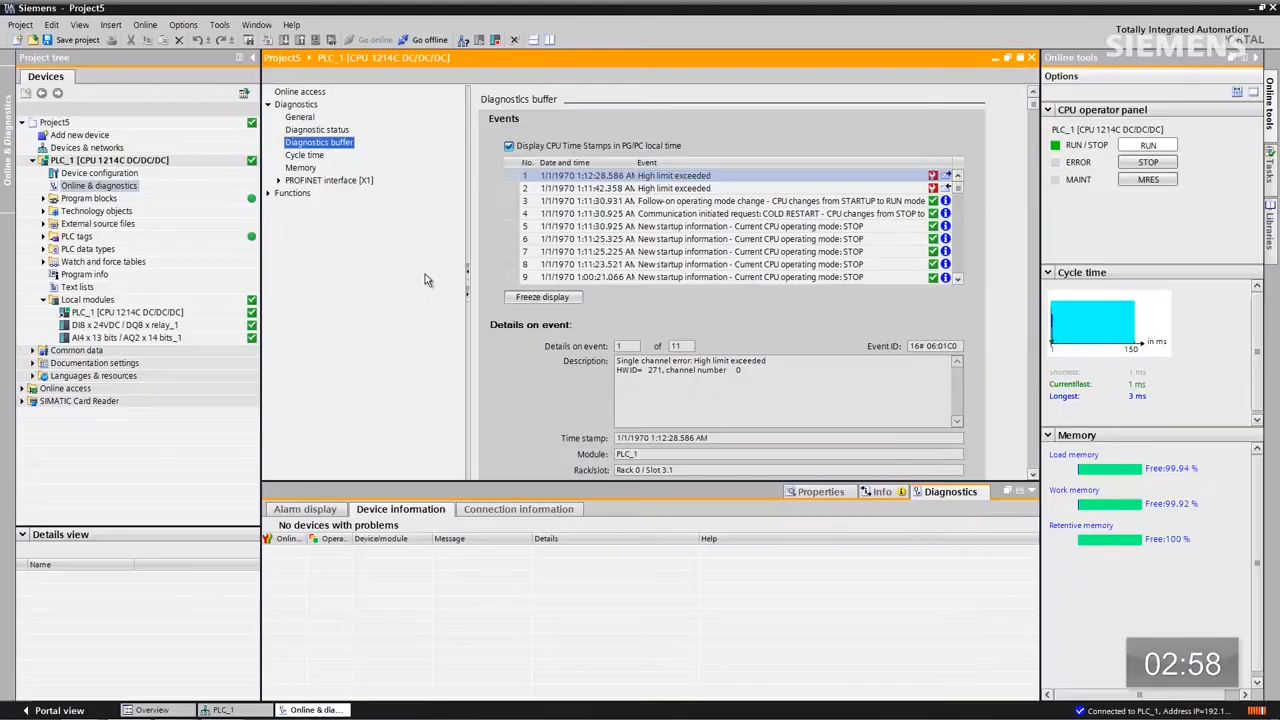 Siemens - Project5
Project Edit View Insert Online Options Tools Window Help
Totally Integrated Automation
PORTAL
SIEMENS
Save project Go online Go offline
Project tree
Project5 PLC_1 [CPU 1214C DC/DC/DC]
Online tools
Devices
Options
Project5
Add new device
Devices & networks
PLC_1 [CPU 1214C DC/DC/DC]
Device configuration
Online & diagnostics
Program blocks
Technology objects
External source files
PLC tags
PLC data types
Watch and force tables
Program info
Text lists
Local modules
PLC_1 [CPU 1214C DC/DC/DC]
DI8 x 24VDC / DQ8 x relay_1
AI4 x 13 bits / AQ2 x 14 bits_1
Common data
Documentation settings
Languages & resources
Online access
SIMATIC Card Reader
Details view
Name
Online & Diagnostics
Online access
Diagnostics
General
Diagnostic status
Diagnostics buffer
Cycle time
Memory
PROFINET interface [X1]
Functions
Diagnostics buffer
Events
Display CPU Time Stamps in PG/PC local time
No. Date and time Event
1 1/1/1970 1:12:28.586 AM High limit exceeded
2 1/1/1970 1:11:42.358 AM High limit exceeded
3 1/1/1970 1:11:30.931 AM Follow-on operating mode change - CPU changes from STARTUP to RUN mode
4 1/1/1970 1:11:30.925 AM Communication initiated request: COLD RESTART - CPU changes from STOP to
5 1/1/1970 1:11:30.925 AM New startup information - Current CPU operating mode: STOP
6 1/1/1970 1:11:25.325 AM New startup information - Current CPU operating mode: STOP
7 1/1/1970 1:11:25.225 AM New startup information - Current CPU operating mode: STOP
8 1/1/1970 1:11:23.521 AM New startup information - Current CPU operating mode: STOP
9 1/1/1970 1:00:21.066 AM New startup information - Current CPU operating mode: STOP
Freeze display
Details on event:
Details on event: 1 of 11 Event ID: 16# 06:01C0
Description: Single channel error: High limit exceeded
HWID= 271, channel number 0
Time stamp: 1/1/1970 1:12:28.586 AM
Module: PLC_1
Rack/slot: Rack 0 / Slot 3.1
Properties Info Diagnostics
Alarm display Device information Connection information
No devices with problems
Onlin... Opera... Device/module Message Details Help
CPU operator panel
PLC_1 [CPU 1214C DC/DC/DC]
RUN / STOP RUN
ERROR STOP
MAINT MRES
Cycle time
1 150 in ms
Shortest: 1 ms
Current/last: 1 ms
Longest: 3 ms
Memory
Load memory
Free:99.94 %
Work memory
Free:99.92 %
Retentive memory
Free:100 %
Online tools
Tasks
Libraries
02:58
Portal view Overview PLC_1 Online & dia... Connected to PLC_1, Address IP=192.1...